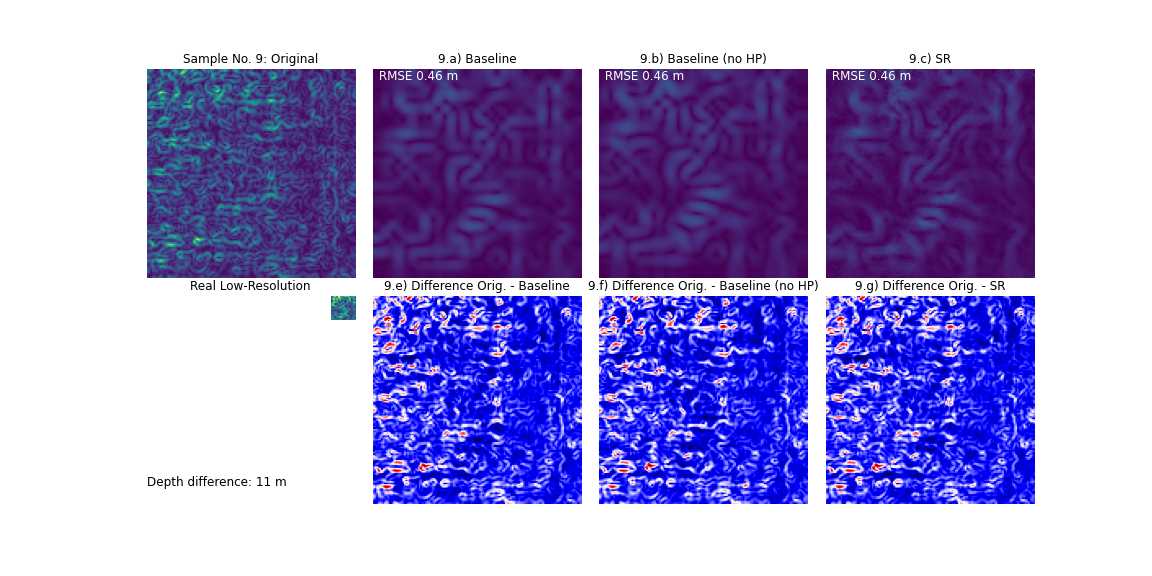 Sample No. 9: Original
9.a) Baseline
9.b) Baseline (no HP)
9.c) SR
RMSE 0.46 m
RMSE 0.46 m
RMSE 0.46 m
Real Low-Resolution
9.e) Difference Orig. - Baseline
9.f) Difference Orig. - Baseline (no HP)
9.g) Difference Orig. - SR
Depth difference: 11 m